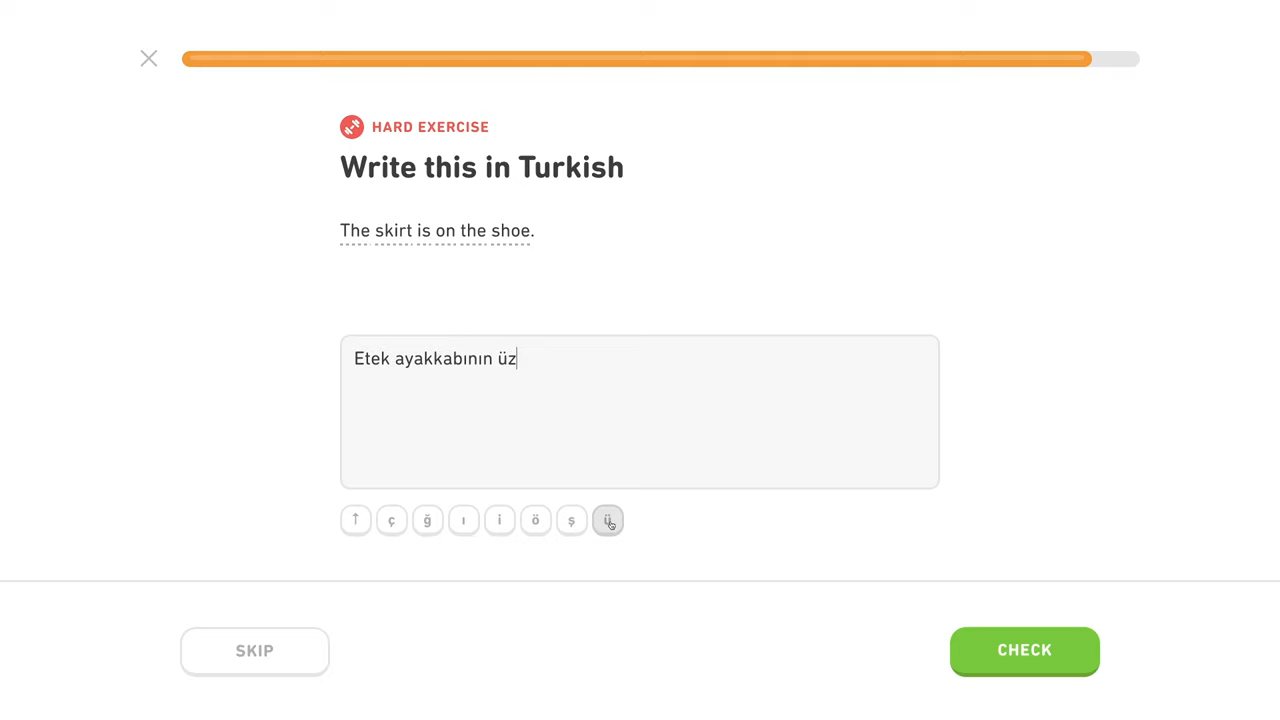 HARD EXERCISE
Write this in Turkish
The skirt is on the shoe.
Etek ayakkabının üz
↑ ç ğ ı i ö ş ü
SKIP
CHECK